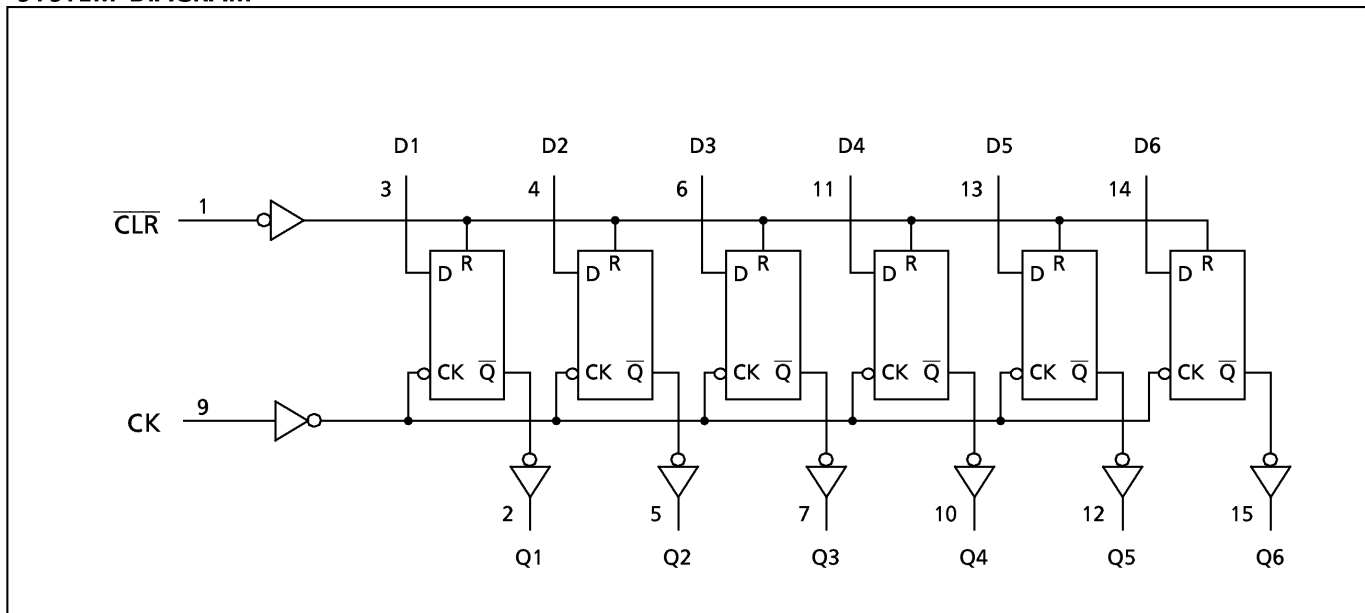 SYSTEM DIAGRAM
D1 D2 D3 D4 D5 D6
3 4 6 11 13 14
C̅L̅R̅ 1
R R R R R R
D D D D D D
CK Q̅ CK Q̅ CK Q̅ CK Q̅ CK Q̅ CK Q̅
CK 9
2 5 7 10 12 15
Q1 Q2 Q3 Q4 Q5 Q6